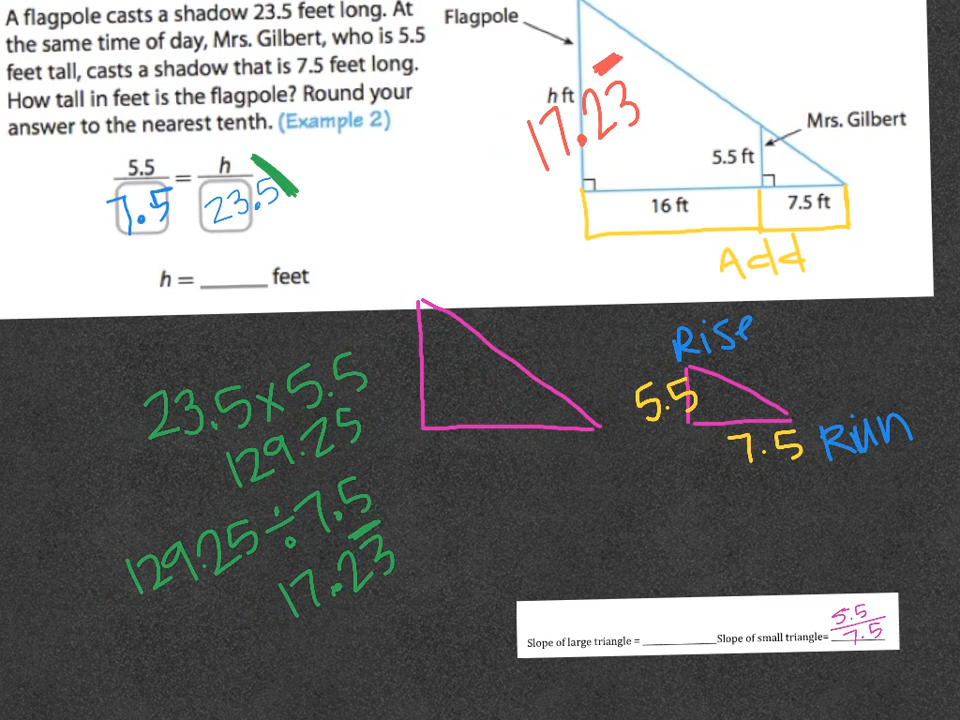 A flagpole casts a shadow 23.5 feet long. At
the same time of day, Mrs. Gilbert, who is 5.5
feet tall, casts a shadow that is 7.5 feet long.
How tall in feet is the flagpole? Round your
answer to the nearest tenth. (Example 2)
5.5 = h
7.5 23.5
h = ______ feet
Flagpole
h ft
17.23
5.5 ft
Mrs. Gilbert
16 ft
7.5 ft
Add
23.5 x 5.5
129.25
129.25 ÷ 7.5
17.23
Rise
5.5
7.5 Run
Slope of large triangle = ____________ Slope of small triangle= 5.5
7.5